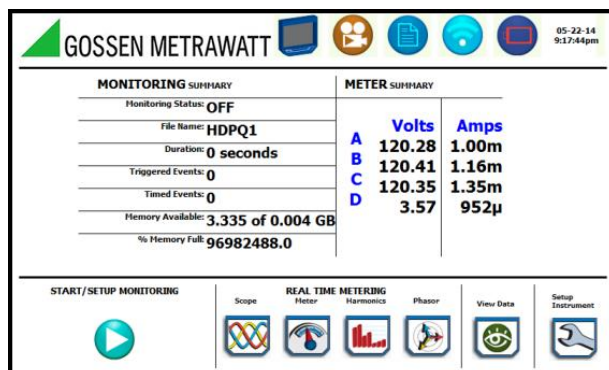 GOSSEN METRAWATT
05-22-14
9:17:44pm
MONITORING SUMMARY
Monitoring Status: OFF
File Name: HDPQ1
Duration: 0 seconds
Triggered Events: 0
Timed Events: 0
Memory Available: 3.335 of 0.004 GB
% Memory Full: 96982488.0
METER SUMMARY
Volts Amps
A 120.28 1.00m
B 120.41 1.16m
C 120.35 1.35m
D 3.57 952µ
START/SETUP MONITORING
REAL TIME METERING
Scope Meter Harmonics Phasor
View Data
Setup
Instrument